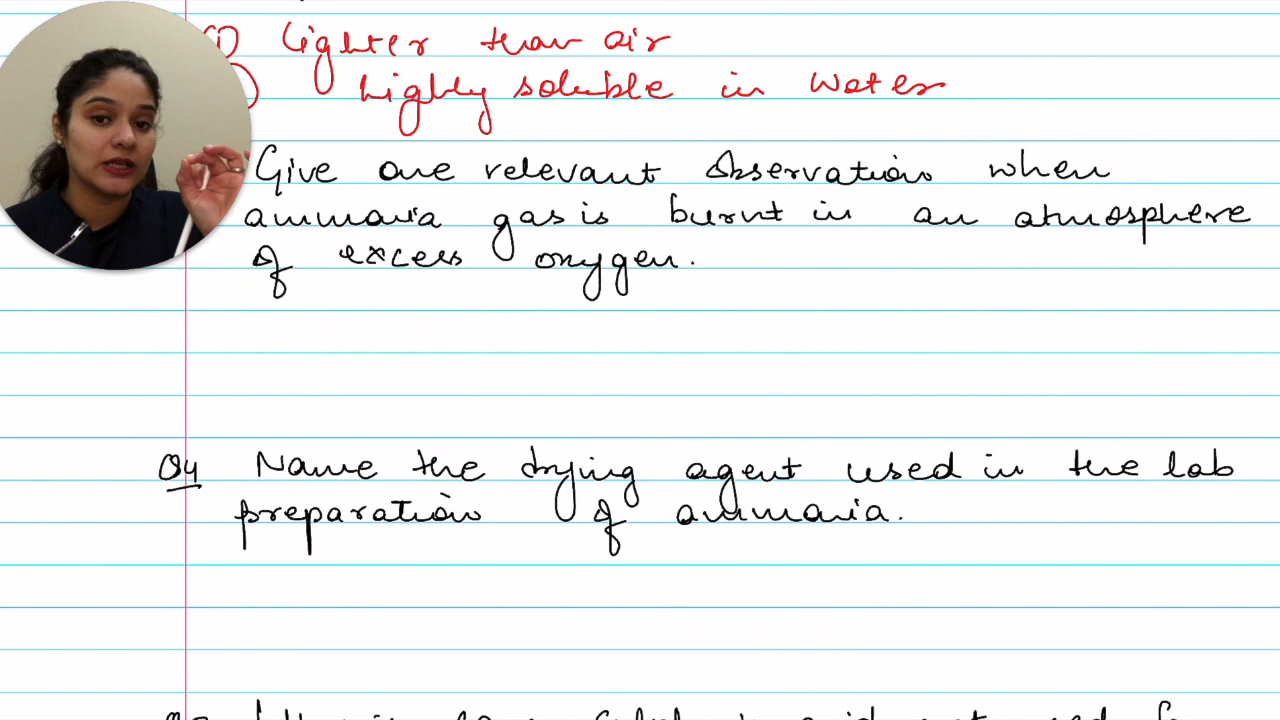 lighter than air
highly soluble in water
Give one relevant observation when
ammonia gas is burnt in an atmosphere
of excess oxygen.
Q4 Name the drying agent used in the lab
preparation of ammonia.